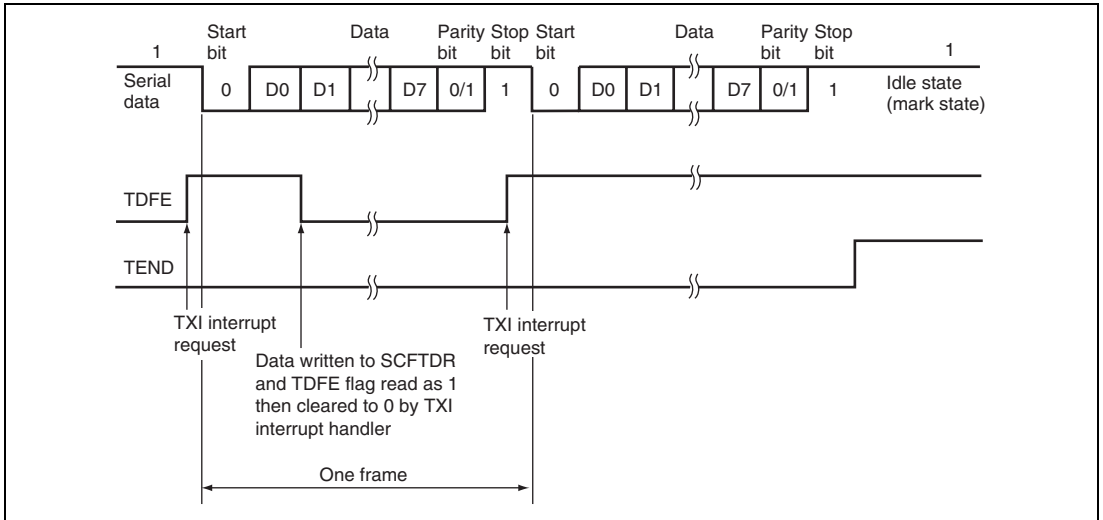 Start Data Parity Stop Start Data Parity Stop
1 bit bit bit bit bit bit 1
Serial data 0 D0 D1 D7 0/1 1 0 D0 D1 D7 0/1 1 Idle state (mark state)
TDFE
TEND
TXI interrupt request
TXI interrupt request
Data written to SCFTDR
and TDFE flag read as 1
then cleared to 0 by TXI
interrupt handler
One frame